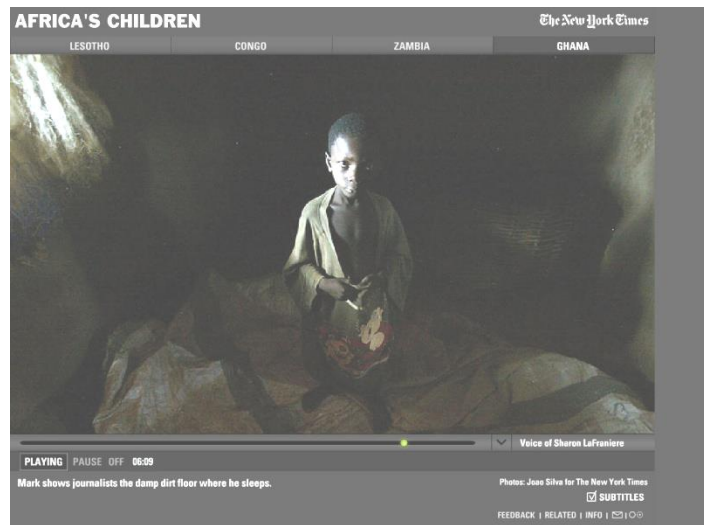 AFRICA'S CHILDREN
The New York Times
LESOTHO CONGO ZAMBIA GHANA
Voice of Sharon LaFraniere
PLAYING PAUSE OFF 06:09
Mark shows journalists the damp dirt floor where he sleeps.
Photos: Joao Silva for The New York Times
SUBTITLES
FEEDBACK | RELATED | INFO |